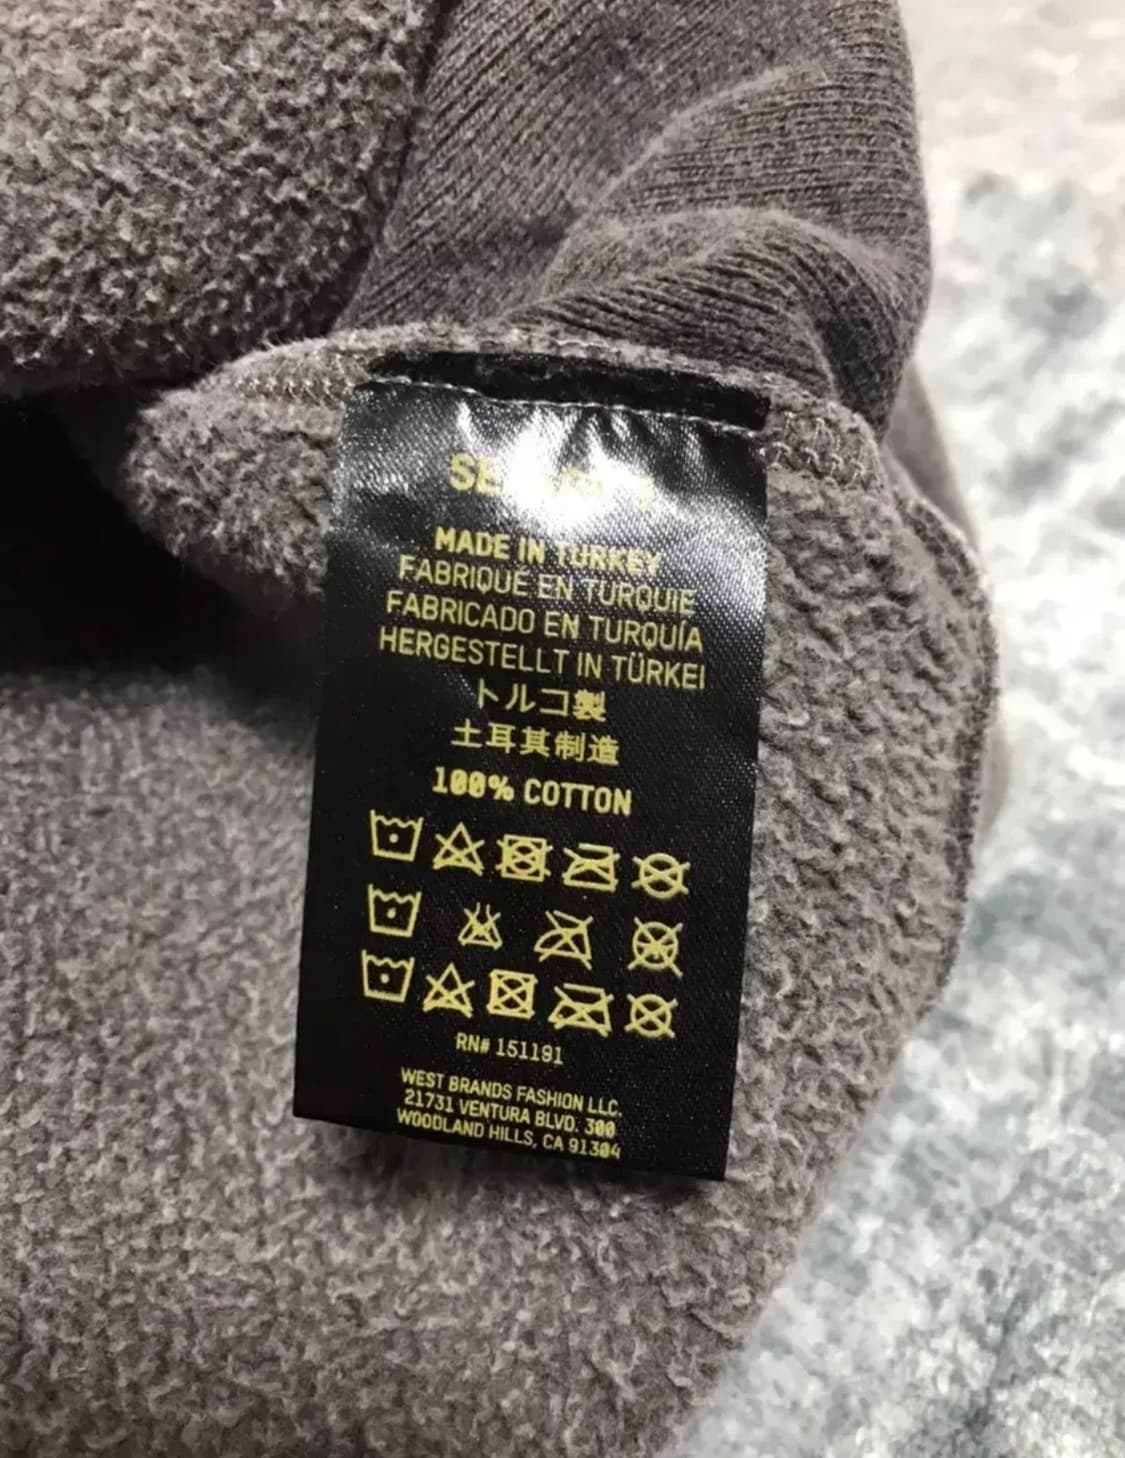 MADE IN TURKEY
FABRIQUÉ EN TURQUIE
FABRICADO EN TURQUÍA
HERGESTELLT IN TÜRKEI
トルコ製
土耳其制造
100% COTTON
RN# 151191
WEST BRANDS FASHION LLC.
21731 VENTURA BLVD. 300
WOODLAND HILLS, CA 91304